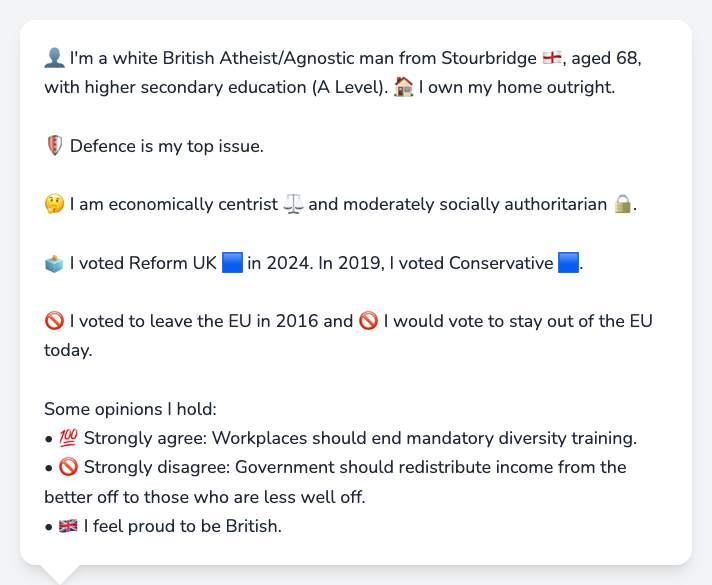 👤 I'm a white British Atheist/Agnostic man from Stourbridge 🏴󠁧󠁢󠁥󠁮󠁧󠁿, aged 68,
with higher secondary education (A Level). 🏠 I own my home outright.
🛡️ Defence is my top issue.
🤔 I am economically centrist ⚖️ and moderately socially authoritarian 🔒.
🗳️ I voted Reform UK 🟦 in 2024. In 2019, I voted Conservative 🟦.
🚫 I voted to leave the EU in 2016 and 🚫 I would vote to stay out of the EU
today.
Some opinions I hold:
• 💯 Strongly agree: Workplaces should end mandatory diversity training.
• 🚫 Strongly disagree: Government should redistribute income from the
better off to those who are less well off.
• 🇬🇧 I feel proud to be British.